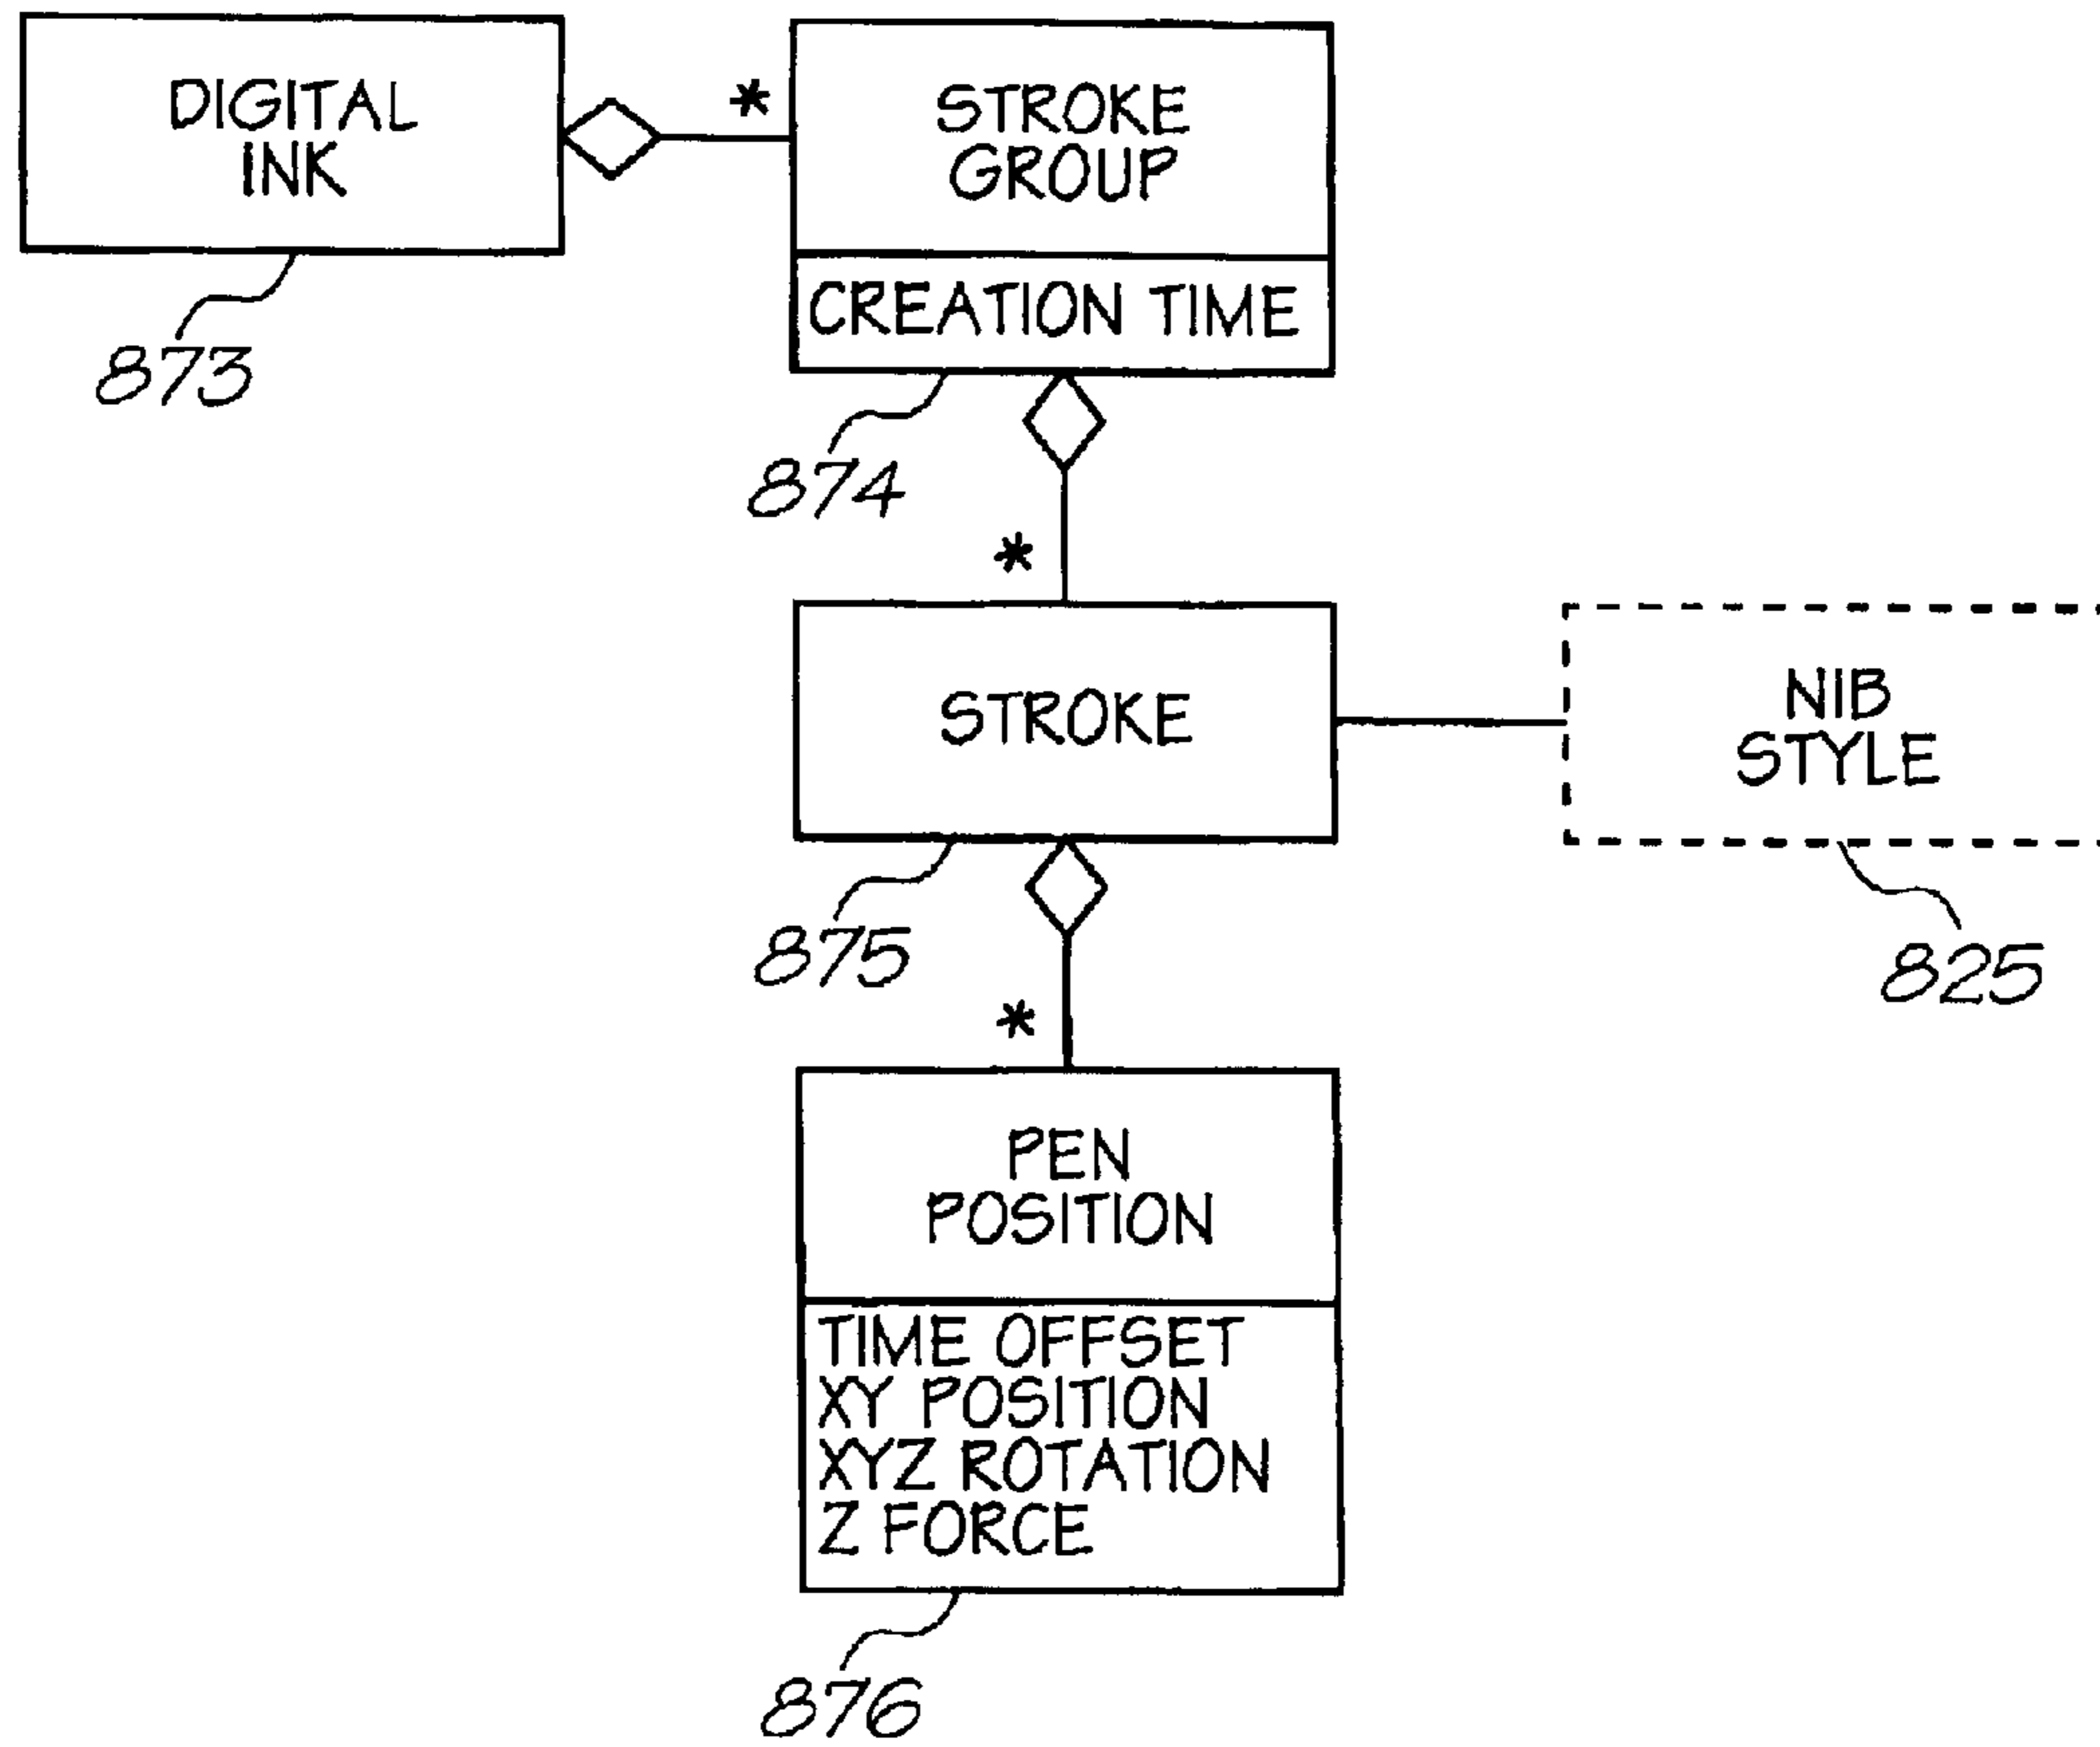 DIGITAL
INK
873
*
STROKE
GROUP
CREATION TIME
874
*
STROKE
875
NIB
STYLE
825
*
PEN
POSITION
TIME OFFSET
XY POSITION
XYZ ROTATION
Z FORCE
876